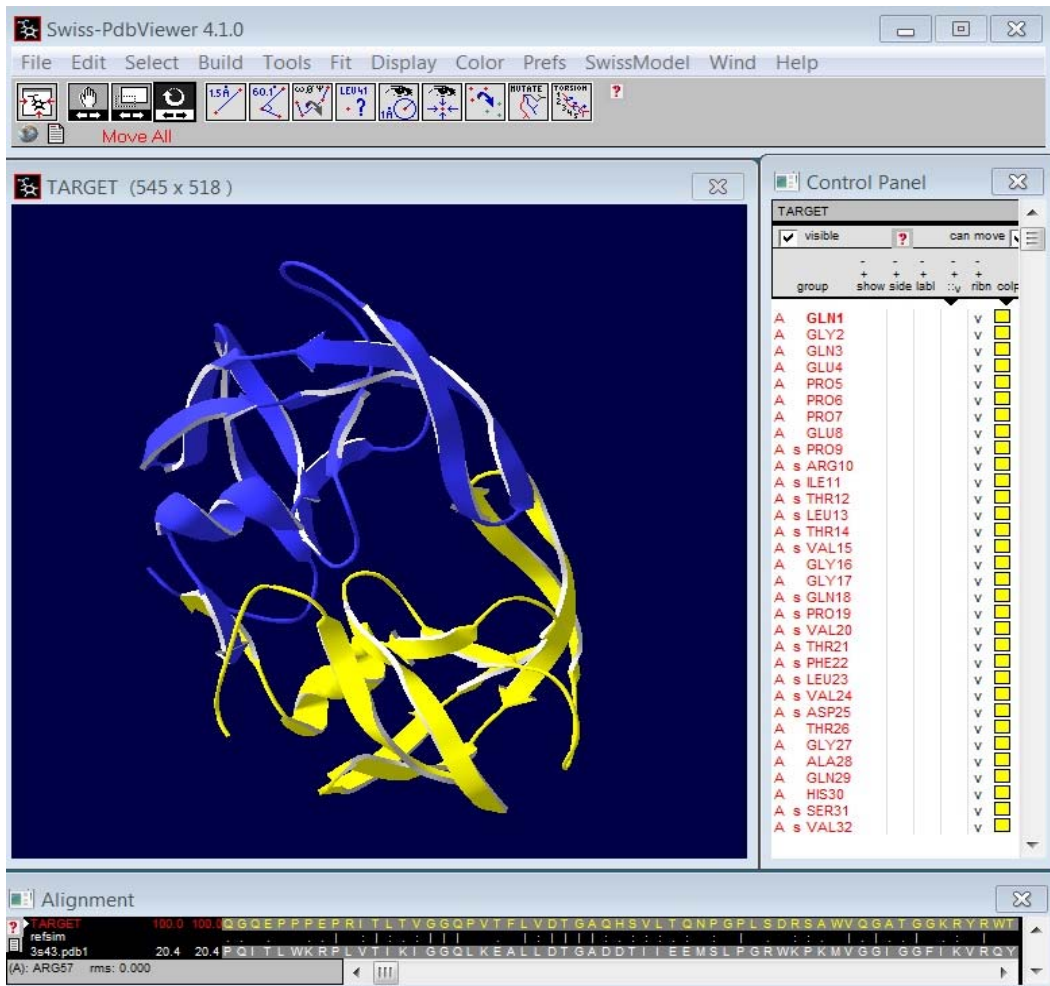 Swiss-PdbViewer 4.1.0
File Edit Select Build Tools Fit Display Color Prefs SwissModel Wind Help
1.5Å 60.1° ω,Φ Ψ? LEU41 ? 1Å MUTATE TORSION ?
Move All
TARGET (545 x 518 )
Control Panel
TARGET
visible ? can move
group show side labl ::v ribn
A GLN1 v
A GLY2 v
A GLN3 v
A GLU4 v
A PRO5 v
A PRO6 v
A PRO7 v
A GLU8 v
A s PRO9 v
A s ARG10 v
A s ILE11 v
A s THR12 v
A s LEU13 v
A s THR14 v
A s VAL15 v
A GLY16 v
A GLY17 v
A s GLN18 v
A s PRO19 v
A s VAL20 v
A s THR21 v
A s PHE22 v
A s LEU23 v
A s VAL24 v
A s ASP25 v
A THR26 v
A GLY27 v
A ALA28 v
A GLN29 v
A HIS30 v
A s SER31 v
A s VAL32 v
Alignment
TARGET 100.0 100.0 QGQEPPPEPRITLTVGGQPVTFLVDTGAQHSVLTQNPGPLSDRSAWVQGATGGKRYRWT
refsim
3s43.pdb1 20.4 20.4 PQITLWKRPLVTIKIGGQLKEALLDTGADDTIIEEMSLPGRWKPKMVGGIGGFIKVRQY
(A): ARG57 rms: 0.000